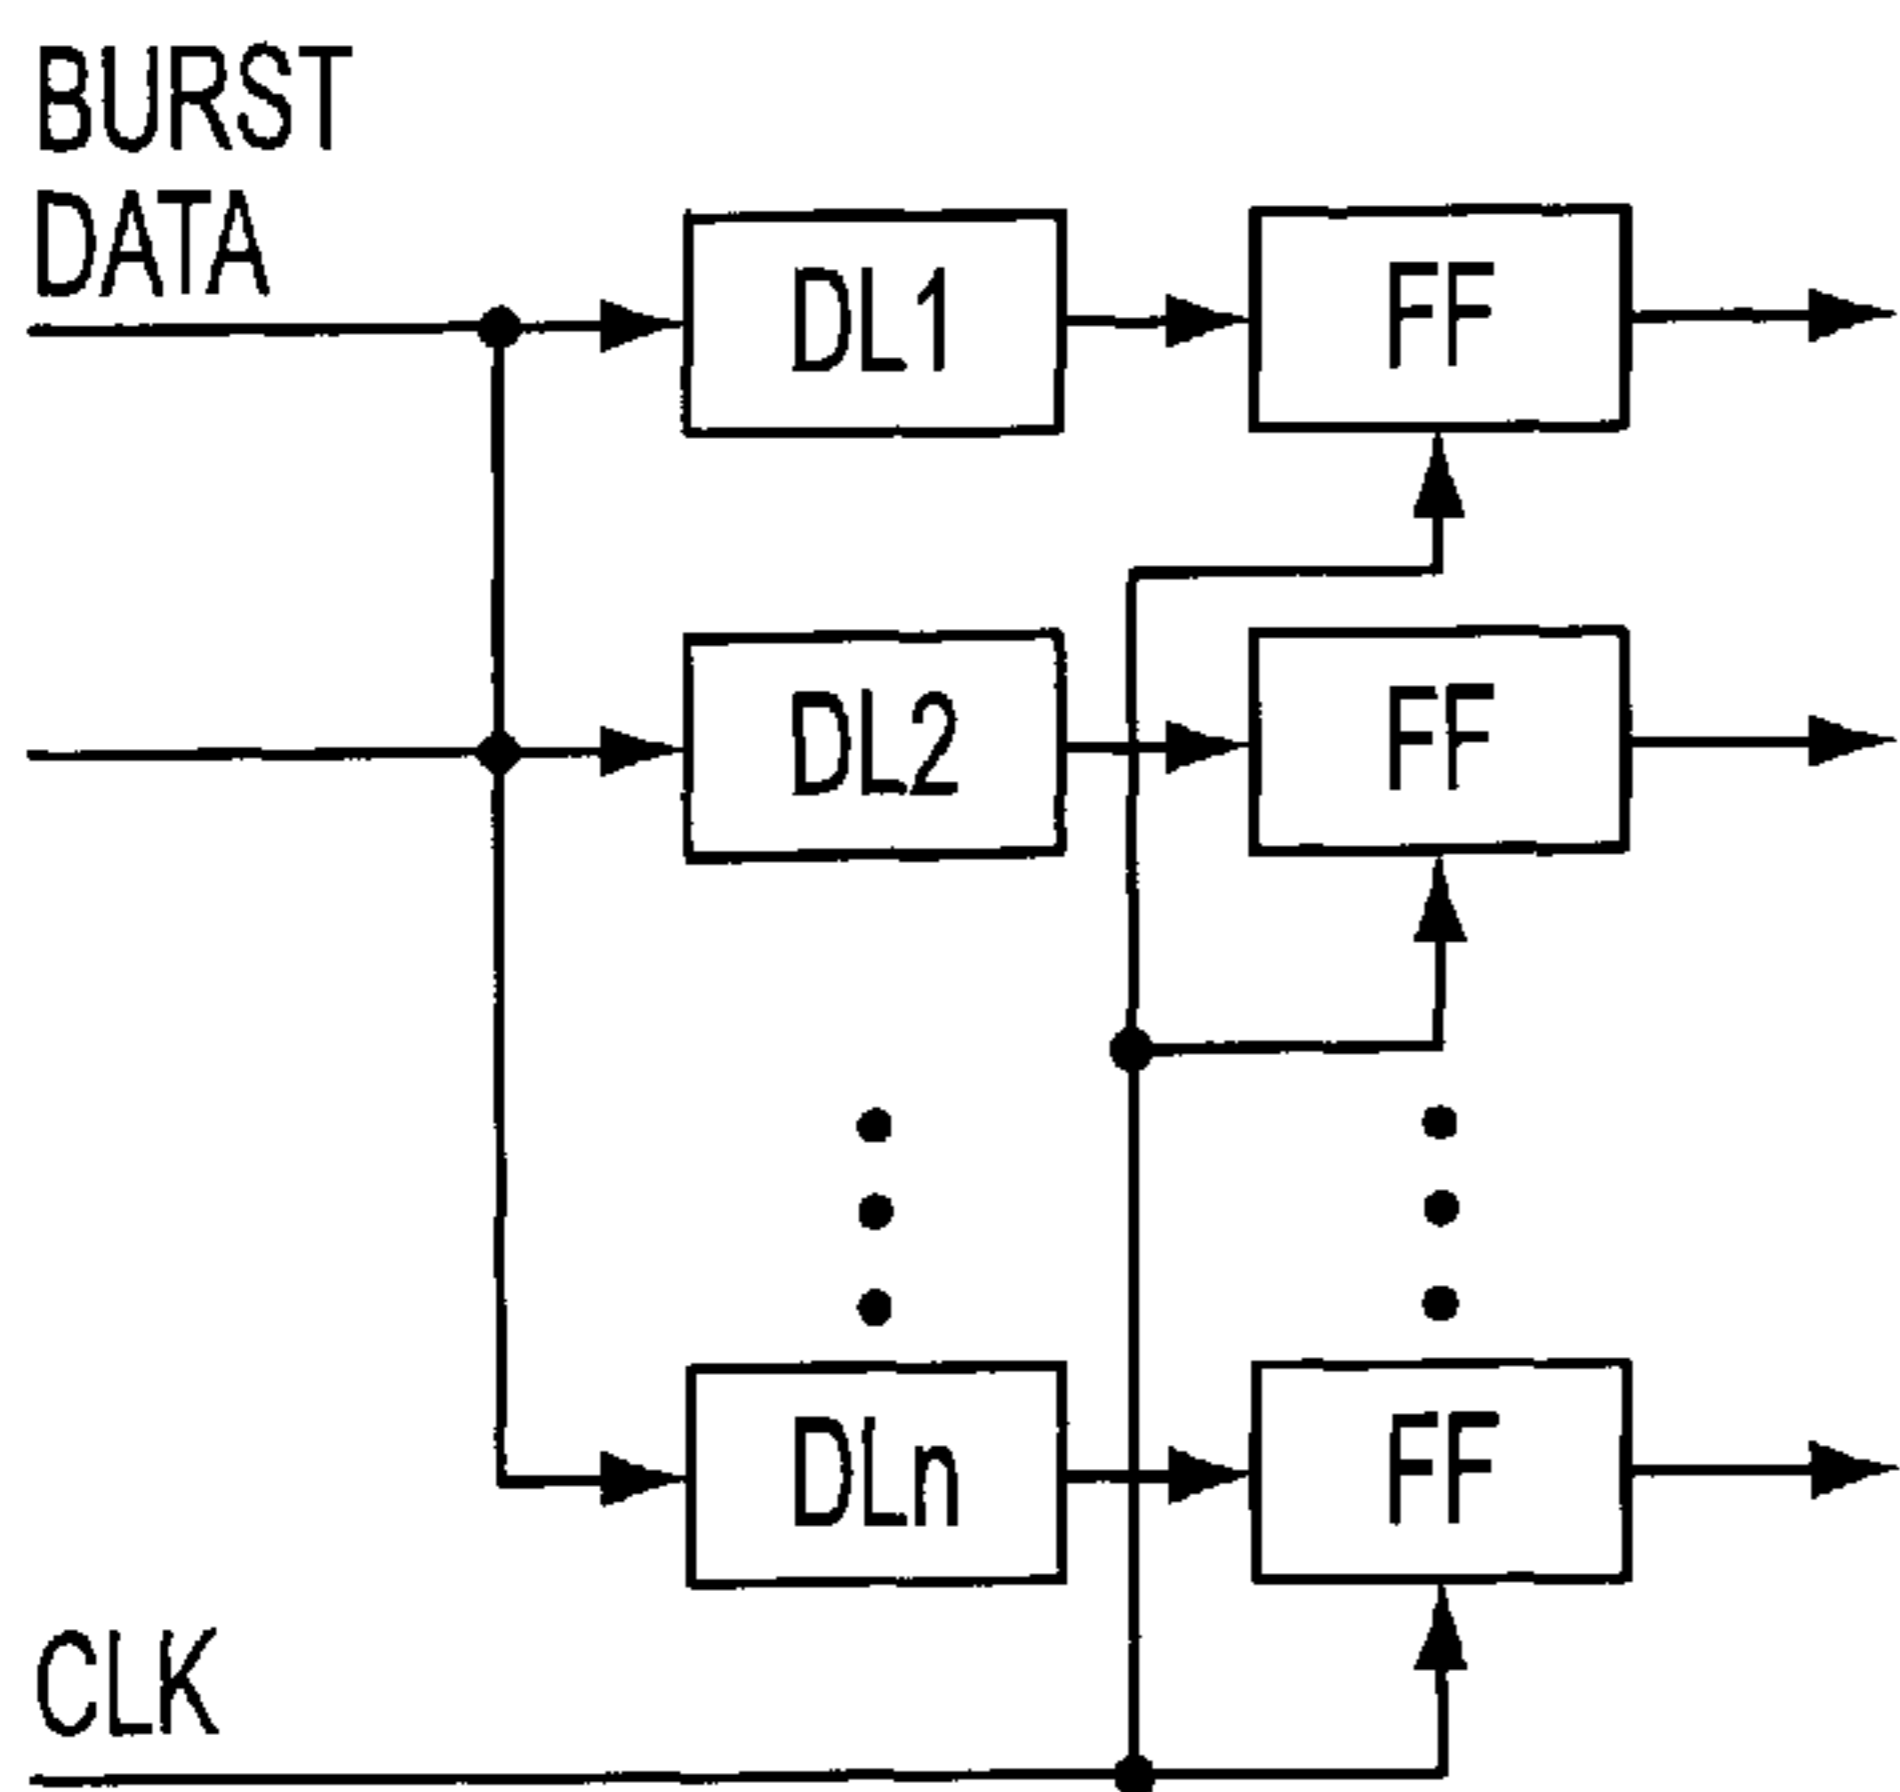 BURST
DATA
DL1
FF
DL2
FF
DLn
FF
CLK